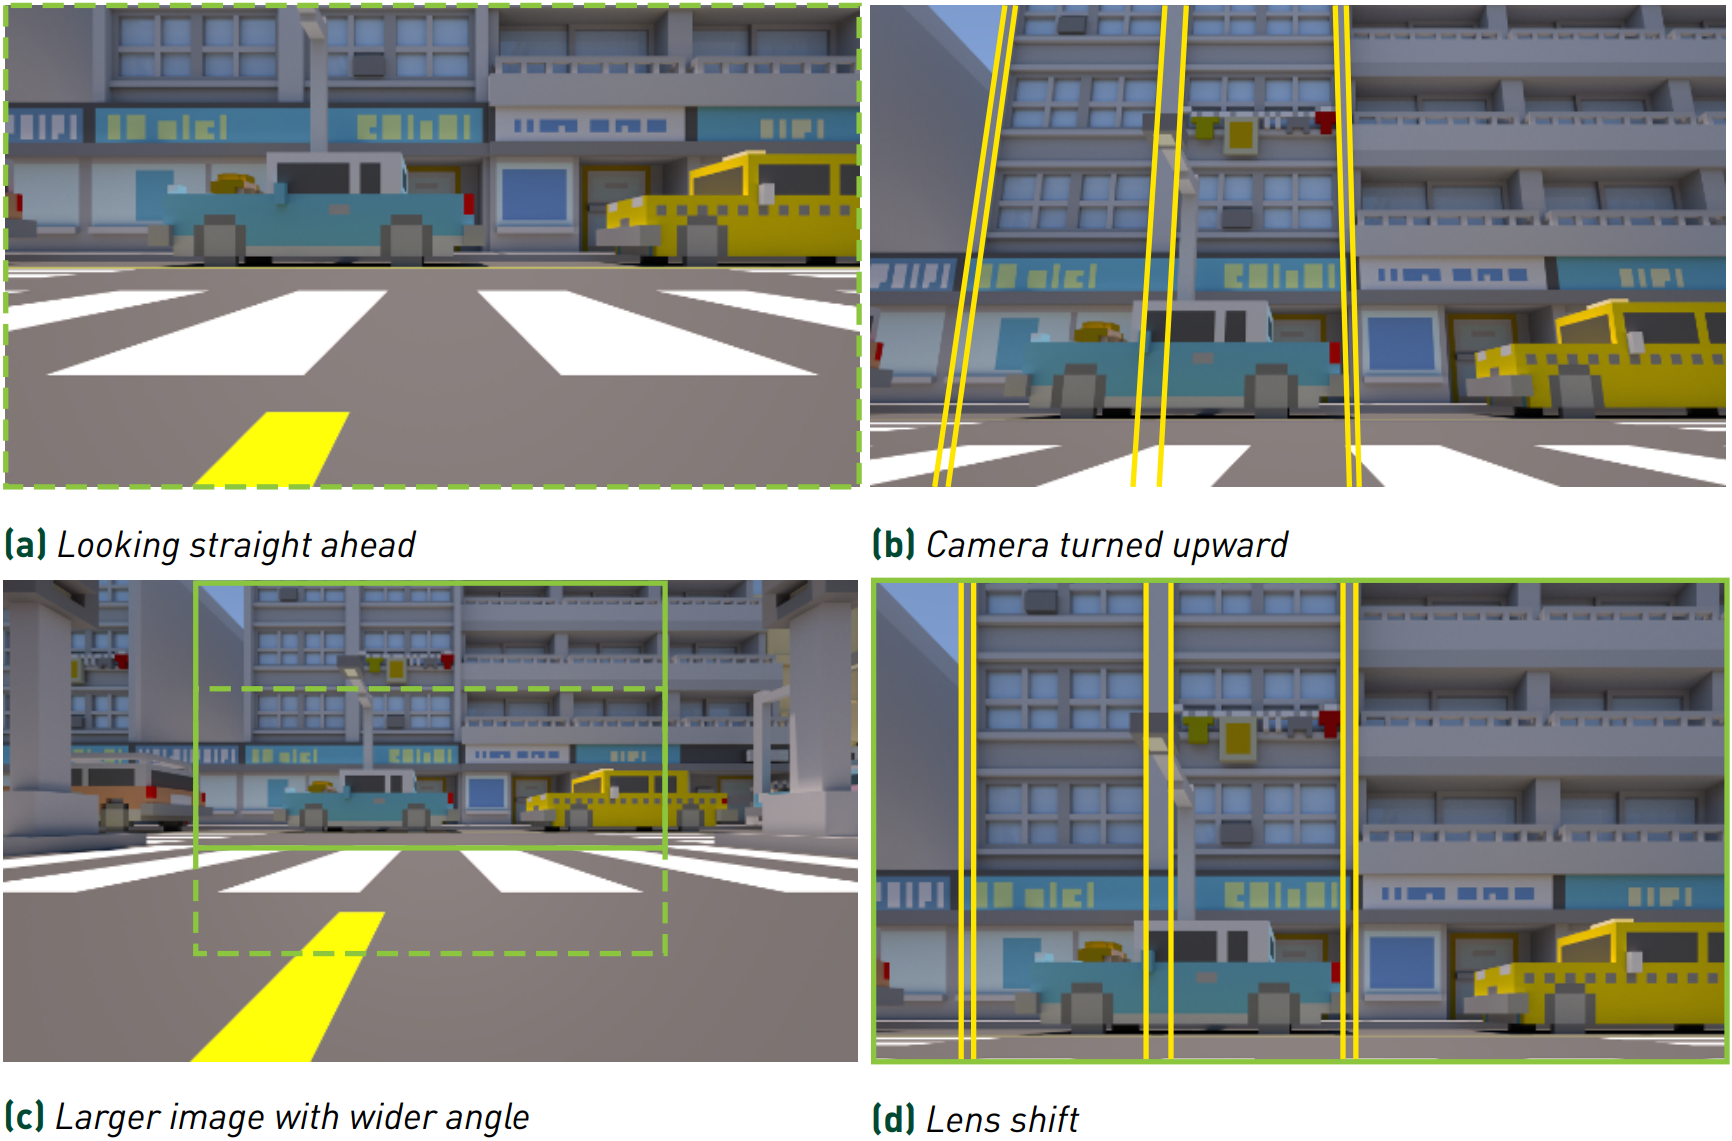 (a) Looking straight ahead
(b) Camera turned upward
(c) Larger image with wider angle
(d) Lens shift